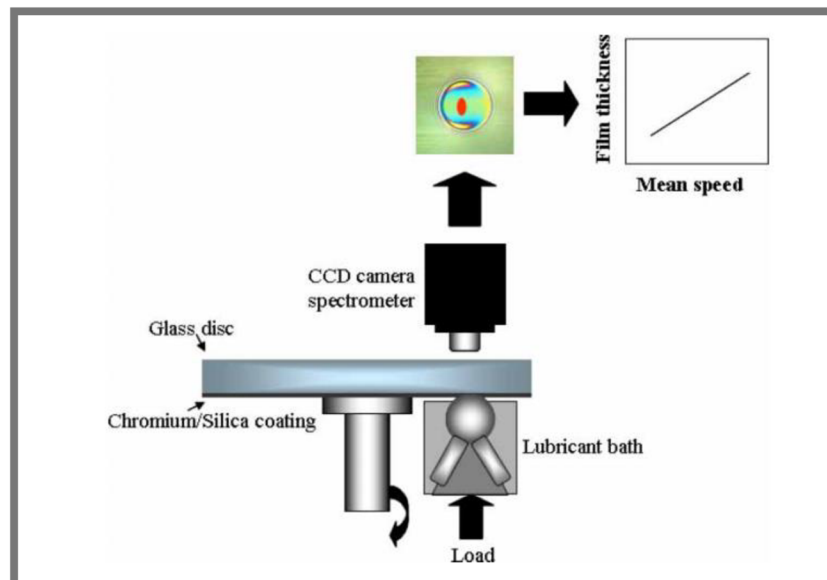 Film thickness
Mean speed
CCD camera
spectrometer
Glass disc
Chromium/Silica coating
Lubricant bath
Load